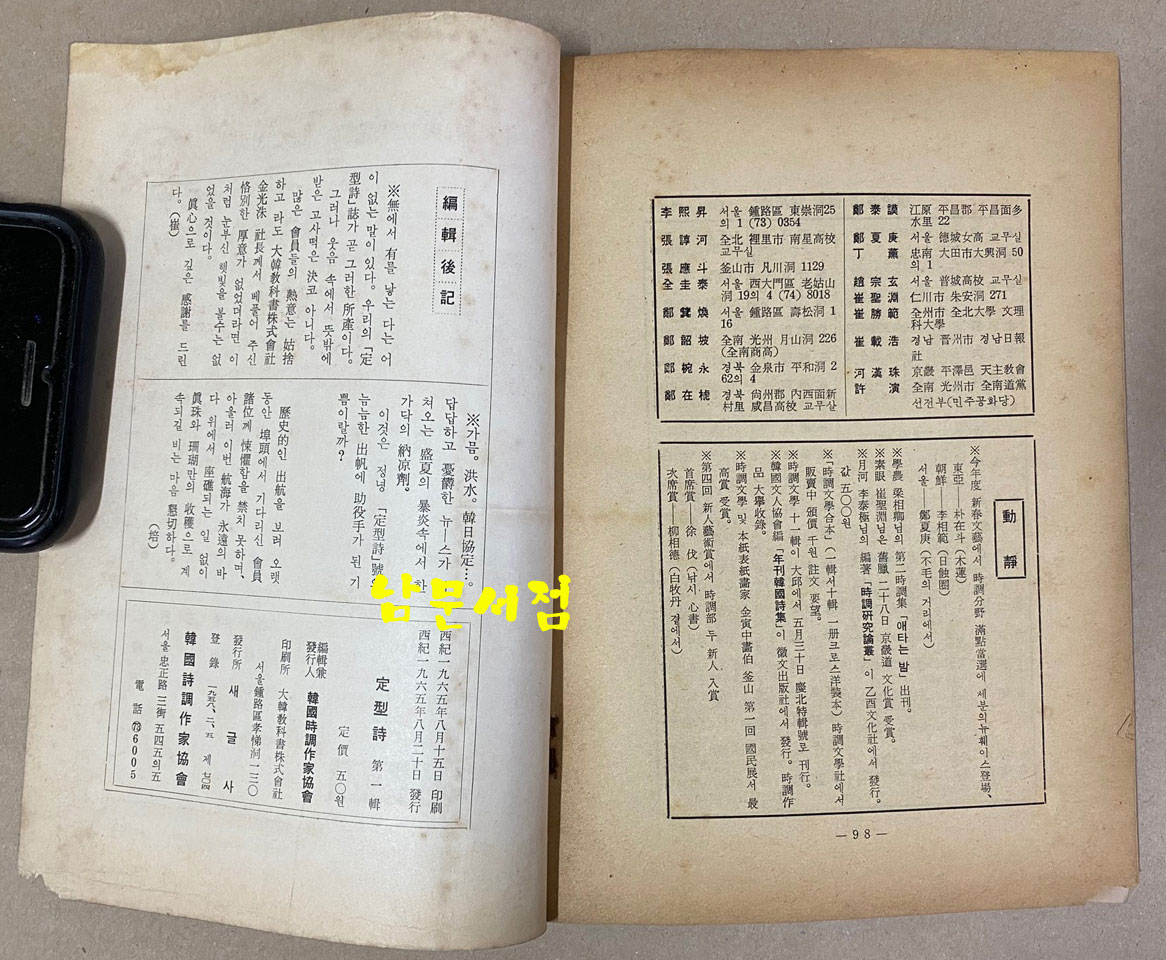 李熙昇 서울 鍾路區 東崇洞25의 1 (73) 0354
張諄河 全北 裡里市 南星高校 교무실
張應斗 釜山市 凡川洞 1129
全圭泰 서울 西大門區 老姑山洞 19의 4 (74) 8018
鄭蓂煥 서울 鍾路區 壽松洞 1 16
鄭韶坡 全南 光州 月山洞 226 (全南商高)
鄭椀永 경북 金泉市 平和洞 2 62의 4
鄭在 경북 尙州郡 內西面 新村里 咸昌高校 교무실
鄭泰謨 江原 平昌郡 平昌面 多水里 22
鄭夏庚 서울 德城女高 교무실
丁薰 忠南 大田市 大興洞 50의 1
趙宗玄 서울 普城高校 교무실
崔聖淵 仁川市 朱安洞 271
崔勝範 全州市 全北大學 文理科大學
崔載浩 경남 晋州市 경남日報社
河漢珠 京畿 平澤邑 天主敎會
許演 全南 光州市 全南道黨 선전부(민주공화당)
動靜
※今年度 新春文藝에서 時調分野 滿點當選에 세분의 뉴훼이스登場、
東亞――朴在斗(木蓮)
朝鮮――李相範(日蝕圈)
서울――鄭夏庚(不毛의 거리에서)
※學農 梁相卿님의 第二時調集「애타는 밤」出刊。
※素眼 崔聖淵님은 舊臘 二十八日 京畿道 文化賞 受賞。
※月河 李泰極님의 編著「時調硏究論叢」이 乙酉文化社에서 發行。
값 五○○원。
※「時調文學合本」(一輯서十輯 一册크로스洋裝本) 時調文學社에서
販賣中 頒價 千원 註文 要望。
※時調文學 十一輯이 大邱에서 五月三十日 慶北特輯號로 刊行。
※韓國文人協會編「年刊韓國詩集」이 徽文出版社에서 發行。時調作
品 大擧收錄。
※時調文學 및 本紙表紙畫家 金寅中畫伯 釜山 第一回 國民展서 最
高賞 受賞。
※第四回 新人藝術賞에서 時調部 두 新人 入賞
首席賞――徐 伐(낚시 心書)
次席賞――柳相德(白牧丹 곁에서)
―98―
編輯後記
※無에서 有를 낳는 다는 어
이 없는 말이 있다。우리의「定
型詩」誌가 곧 그러한 所產이다。
그러나 웃음 속에서 뜻밖에
받은 고사떡은 決코 아니다。
많은 會員들의 熱意는 姑捨
하고 라도 大韓敎科書株式會社
金光洙 社長께서 베풀어 주신
恪別한 厚意가 없었더라면 이
처럼 눈부신 햇빛을 볼수는 없
었을 것이다。
眞心으로 깊은 感謝를 드린
다。(崔)
※가믐。洪水。韓日協定…。
답답하고 憂欝한 뉴―스가
쳐오는 盛夏의 暴炎속에서 한
가닥의 納凉劑。
이것은 정녕「定型詩」號의
늠늠한 出帆에 助役手가 된 기
쁨이랄까?
歷史的인 出航을 보려 오랫
동안 埠頭에서 기다리신 會員
諸位께 悚懼함을 禁치 못하며、
아울러 이번 航海가 永遠의 바
다 위에서 座礁되는 일 없이
眞珠와 珊瑚만의 收穫으로 계
속되길 비는 마음 懇切하다。
(培)
남문서점
西紀一九六五年八月十五日 印刷
西紀一九六五年八月二十日 發行
定型詩 第一輯
定價 五○원
編輯兼發行人 韓國時調作家協會
印刷所 大韓敎科書株式會社
서울鍾路區孝悌洞一三○
發行所 새글사
登錄 一九五八、二、五 제
韓國詩調作家協會
서울 忠正路 三街 五四五의五
電話 ㉗6005